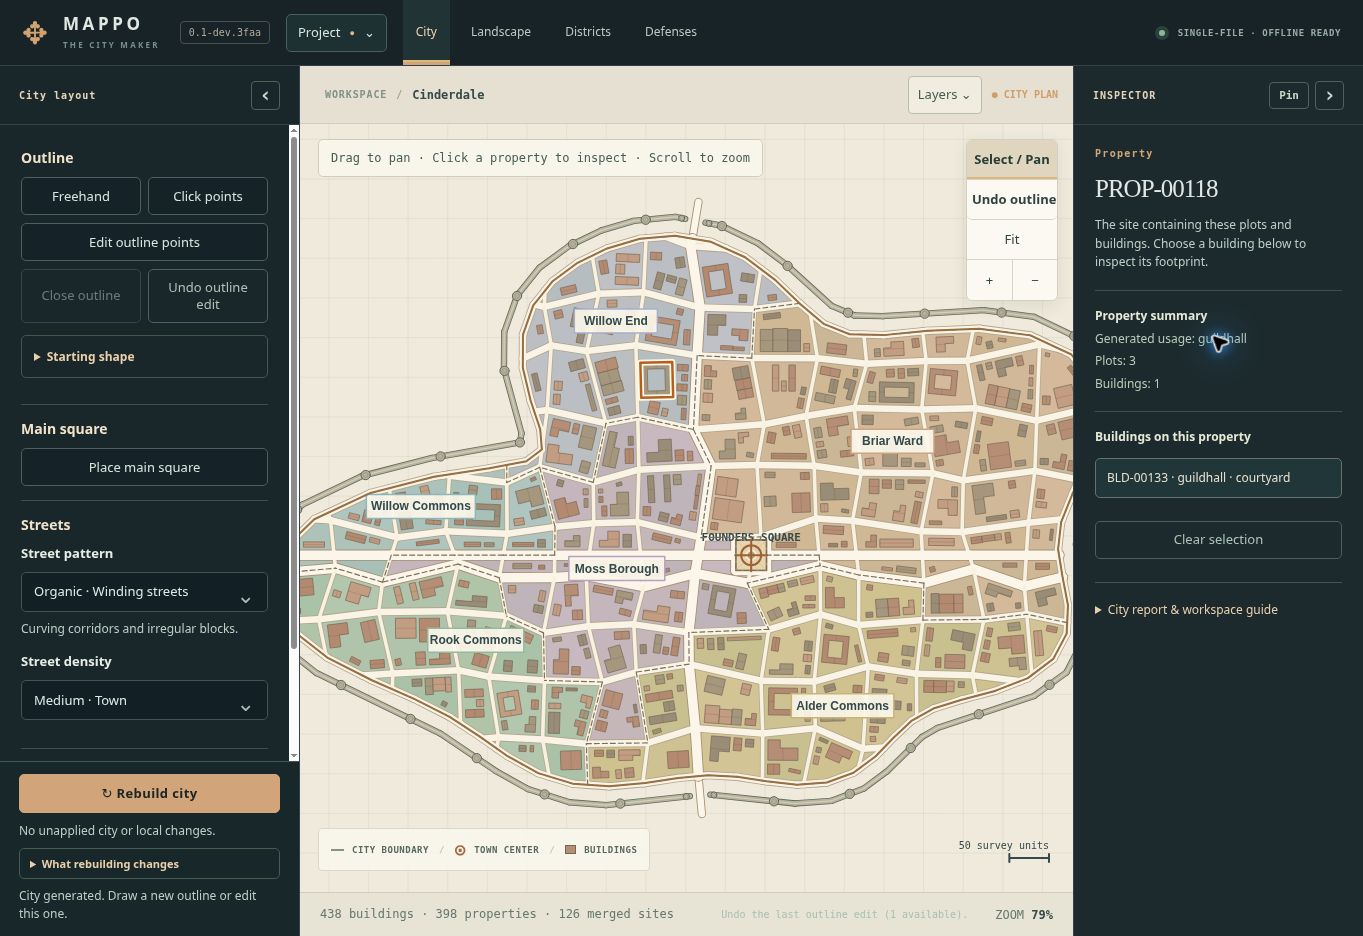 MAPPO
THE CITY MAKER
0.1-dev.3faa
Project • ⌄
City
Landscape
Districts
Defenses
SINGLE-FILE · OFFLINE READY
City layout
Outline
Freehand
Click points
Edit outline points
Close outline
Undo outline
edit
▶ Starting shape
Main square
Place main square
Streets
Street pattern
Organic · Winding streets
Curving corridors and irregular blocks.
Street density
Medium · Town
↻ Rebuild city
No unapplied city or local changes.
▶ What rebuilding changes
City generated. Draw a new outline or edit
this one.
WORKSPACE / Cinderdale
Layers ⌄
● CITY PLAN
Drag to pan · Click a property to inspect · Scroll to zoom
Select / Pan
Undo outline
Fit
+ −
Willow End
Briar Ward
Willow Commons
FOUNDERS SQUARE
Moss Borough
Rook Commons
Alder Commons
CITY BOUNDARY / TOWN CENTER / BUILDINGS
50 survey units
438 buildings · 398 properties · 126 merged sites
Undo the last outline edit (1 available).
ZOOM 79%
INSPECTOR
Pin
Property
PROP-00118
The site containing these plots and
buildings. Choose a building below to
inspect its footprint.
Property summary
Generated usage: guildhall
Plots: 3
Buildings: 1
Buildings on this property
BLD-00133 · guildhall · courtyard
Clear selection
▶ City report & workspace guide